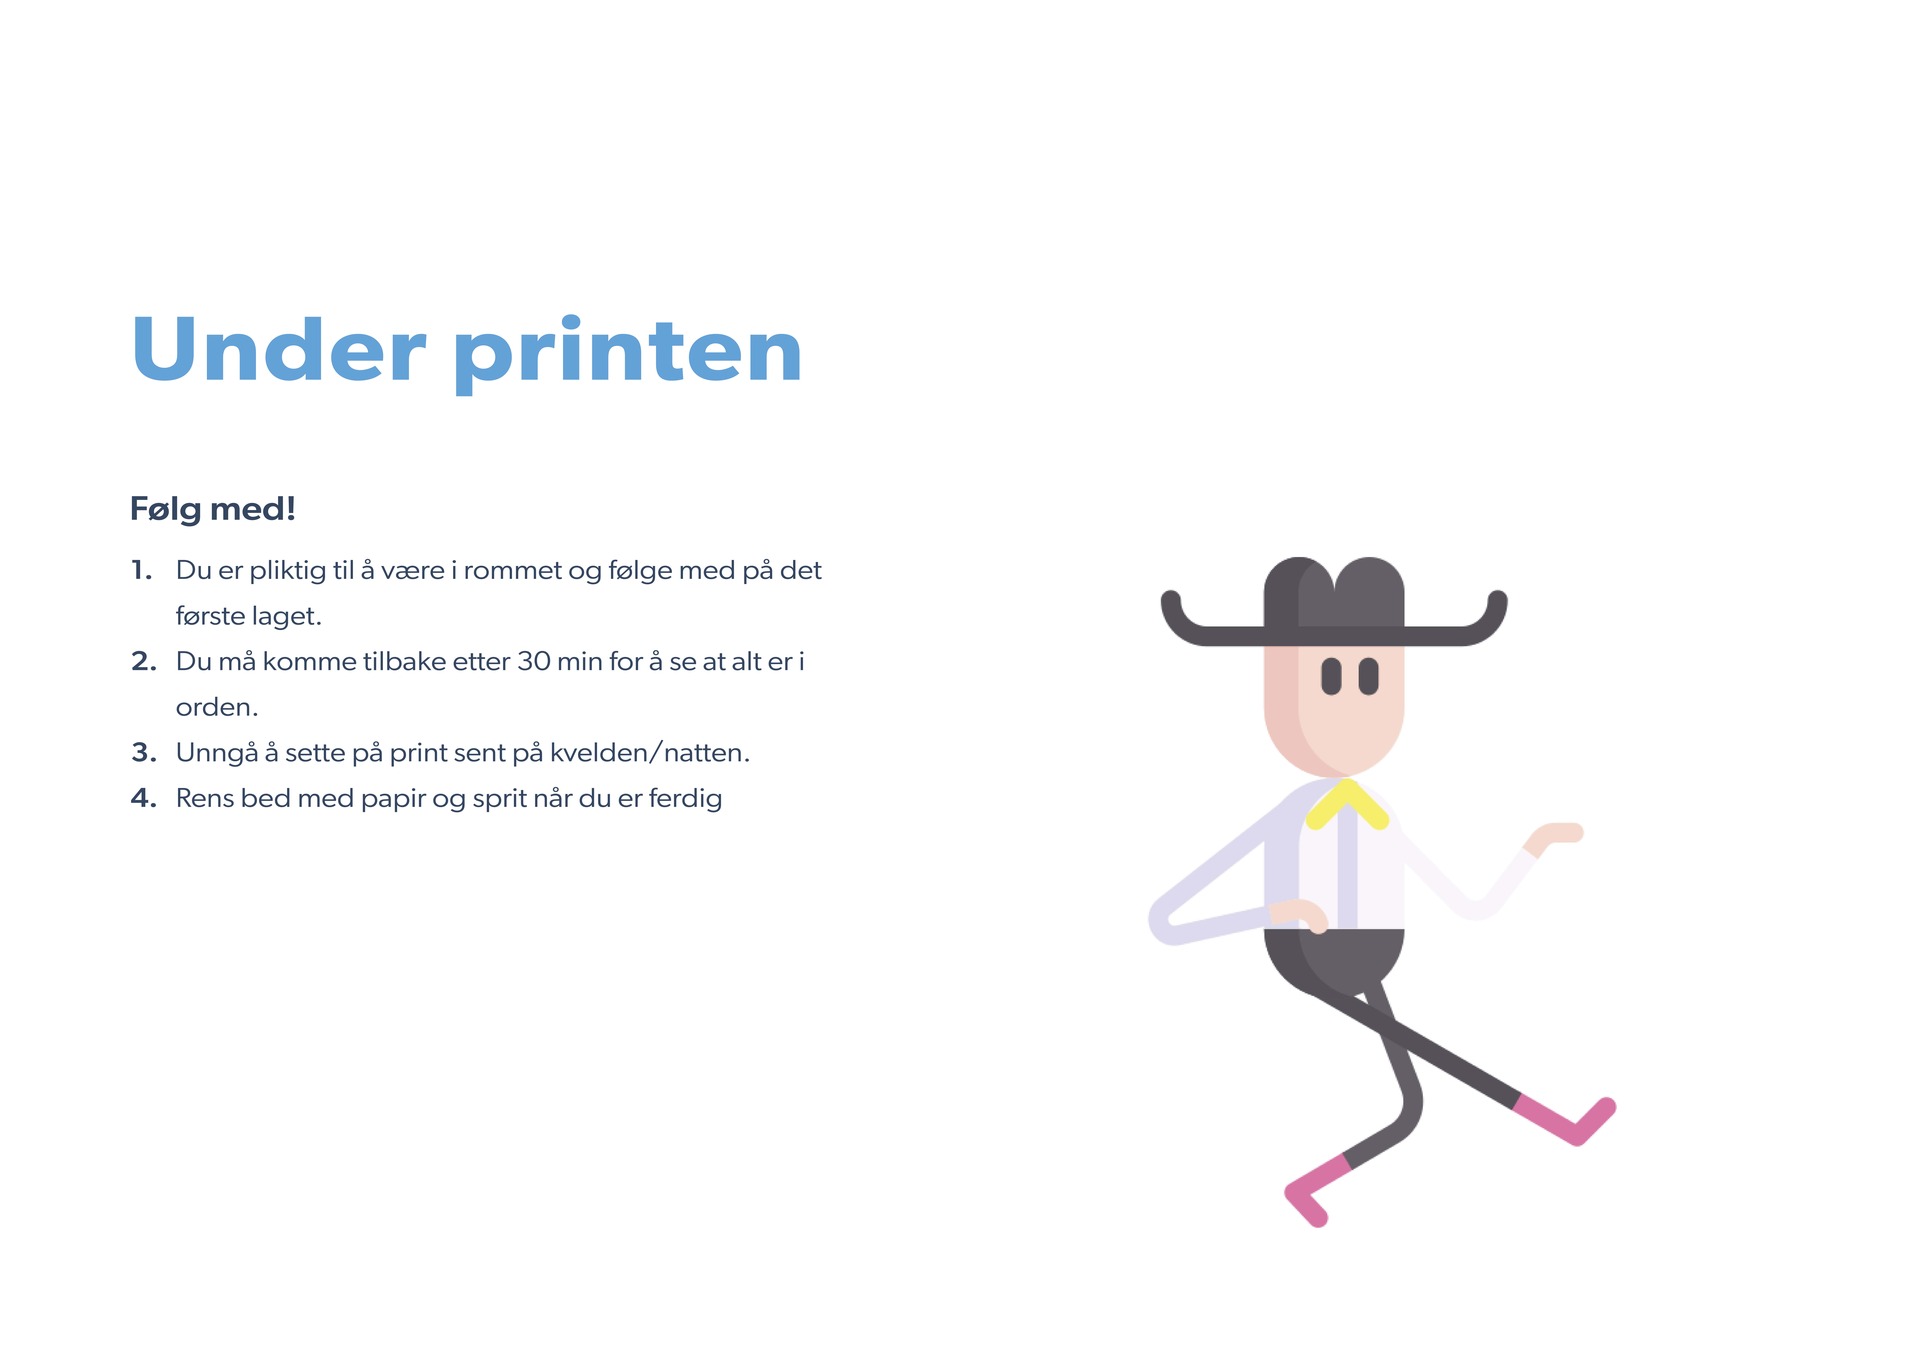 Under printen
Følg med!
1. Du er pliktig til å være i rommet og følge med på det
første laget.
2. Du må komme tilbake etter 30 min for å se at alt er i
orden.
3. Unngå å sette på print sent på kvelden/natten.
4. Rens bed med papir og sprit når du er ferdig